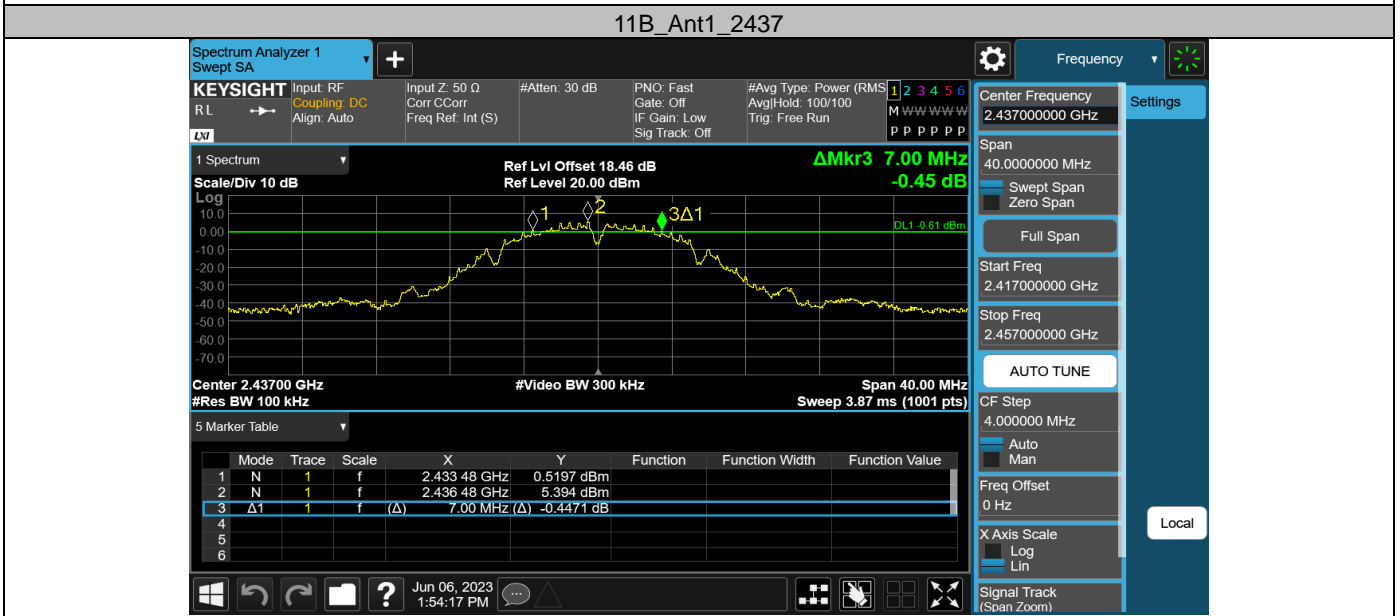 11B_Ant1_2437
Spectrum Analyzer 1
Swept SA
Frequency
KEYSIGHT
RL
LXI
Input: RF
Coupling: DC
Align: Auto
Input Z: 50 Ω
Corr CCorr
Freq Ref: Int (S)
#Atten: 30 dB
PNO: Fast
Gate: Off
IF Gain: Low
Sig Track: Off
#Avg Type: Power (RMS
Avg|Hold: 100/100
Trig: Free Run
1 2 3 4 5 6
M W W W W W
P P P P P P
1 Spectrum
Scale/Div 10 dB
Ref Lvl Offset 18.46 dB
Ref Level 20.00 dBm
ΔMkr3 7.00 MHz
-0.45 dB
Log
10.0
0.00
-10.0
-20.0
-30.0
-40.0
-50.0
-60.0
-70.0
1
2
3Δ1
DL1 -0.61 dBm
Center 2.43700 GHz
#Res BW 100 kHz
#Video BW 300 kHz
Span 40.00 MHz
Sweep 3.87 ms (1001 pts)
5 Marker Table
Mode Trace Scale X Y Function Function Width Function Value
1 N 1 f 2.433 48 GHz 0.5197 dBm
2 N 1 f 2.436 48 GHz 5.394 dBm
3 Δ1 1 f (Δ) 7.00 MHz (Δ) -0.4471 dB
4
5
6
Center Frequency
2.437000000 GHz
Settings
Span
40.0000000 MHz
Swept Span
Zero Span
Full Span
Start Freq
2.417000000 GHz
Stop Freq
2.457000000 GHz
AUTO TUNE
CF Step
4.000000 MHz
Auto
Man
Freq Offset
0 Hz
X Axis Scale
Log
Lin
Signal Track
(Span Zoom)
Local
?
Jun 06, 2023
1:54:17 PM